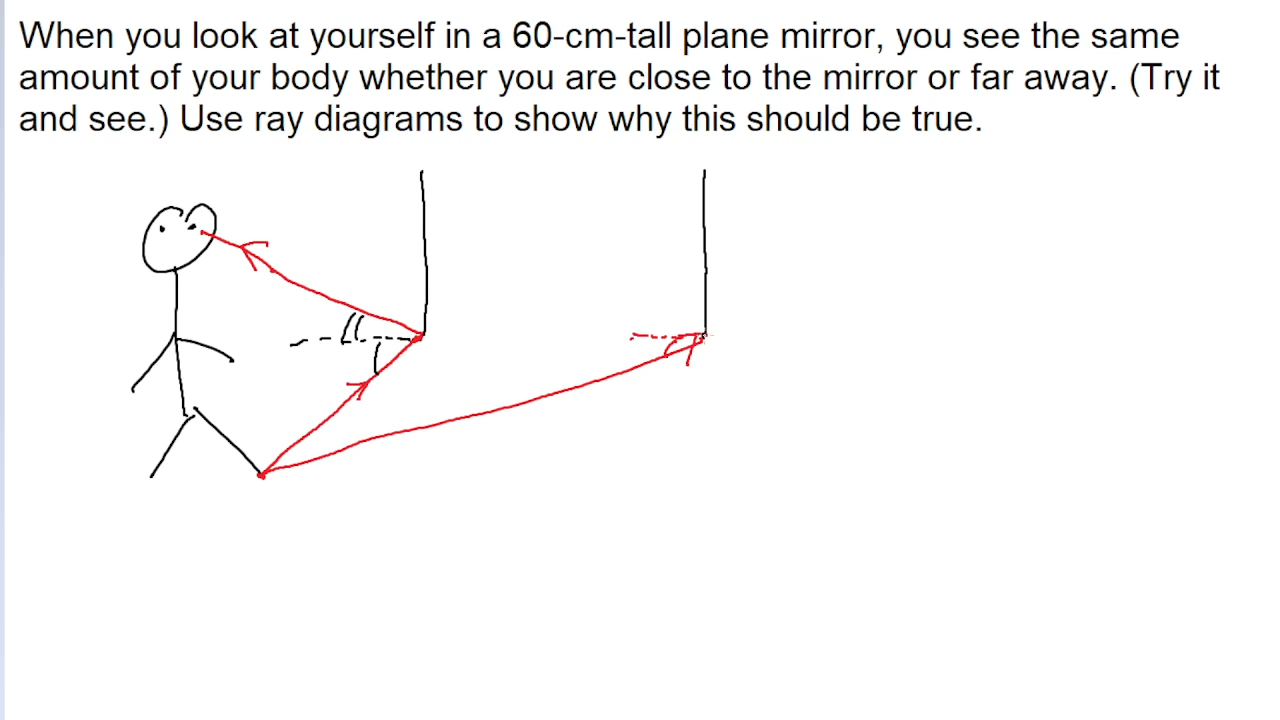 When you look at yourself in a 60-cm-tall plane mirror, you see the same
amount of your body whether you are close to the mirror or far away. (Try it
and see.) Use ray diagrams to show why this should be true.